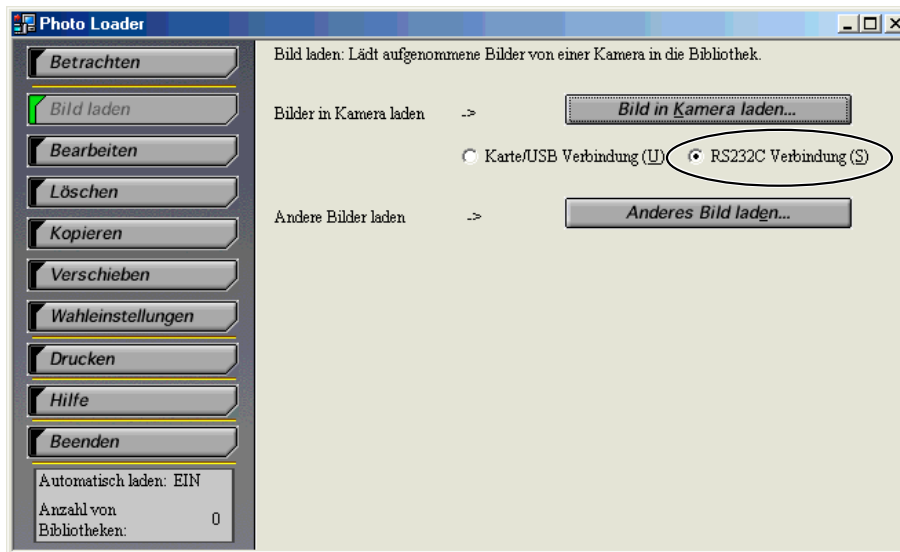 Photo Loader
Betrachten
Bild laden
Bearbeiten
Löschen
Kopieren
Verschieben
Wahleinstellungen
Drucken
Hilfe
Beenden
Automatisch laden: EIN
Anzahl von
Bibliotheken: 0
Bild laden: Lädt aufgenommene Bilder von einer Kamera in die Bibliothek.
Bilder in Kamera laden -> Bild in Kamera laden...
Karte/USB Verbindung (U) RS232C Verbindung (S)
Andere Bilder laden -> Anderes Bild laden...